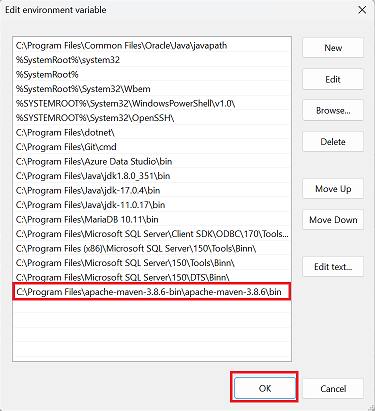 Edit environment variable
C:\Program Files\Common Files\Oracle\Java\javapath
%SystemRoot%\system32
%SystemRoot%
%SystemRoot%\System32\Wbem
%SYSTEMROOT%\System32\WindowsPowerShell\v1.0\
%SYSTEMROOT%\System32\OpenSSH\
C:\Program Files\dotnet\
C:\Program Files\Git\cmd
C:\Program Files\Azure Data Studio\bin
C:\Program Files\Java\jdk1.8.0_351\bin
C:\Program Files\Java\jdk-17.0.4\bin
C:\Program Files\Java\jdk-11.0.17\bin
C:\Program Files\MariaDB 10.11\bin
C:\Program Files\Microsoft SQL Server\Client SDK\ODBC\170\Tools...
C:\Program Files (x86)\Microsoft SQL Server\150\Tools\Binn\
C:\Program Files\Microsoft SQL Server\150\Tools\Binn\
C:\Program Files\Microsoft SQL Server\150\DTS\Binn\
C:\Program Files\apache-maven-3.8.6-bin\apache-maven-3.8.6\bin
New
Edit
Browse...
Delete
Move Up
Move Down
Edit text...
OK
Cancel